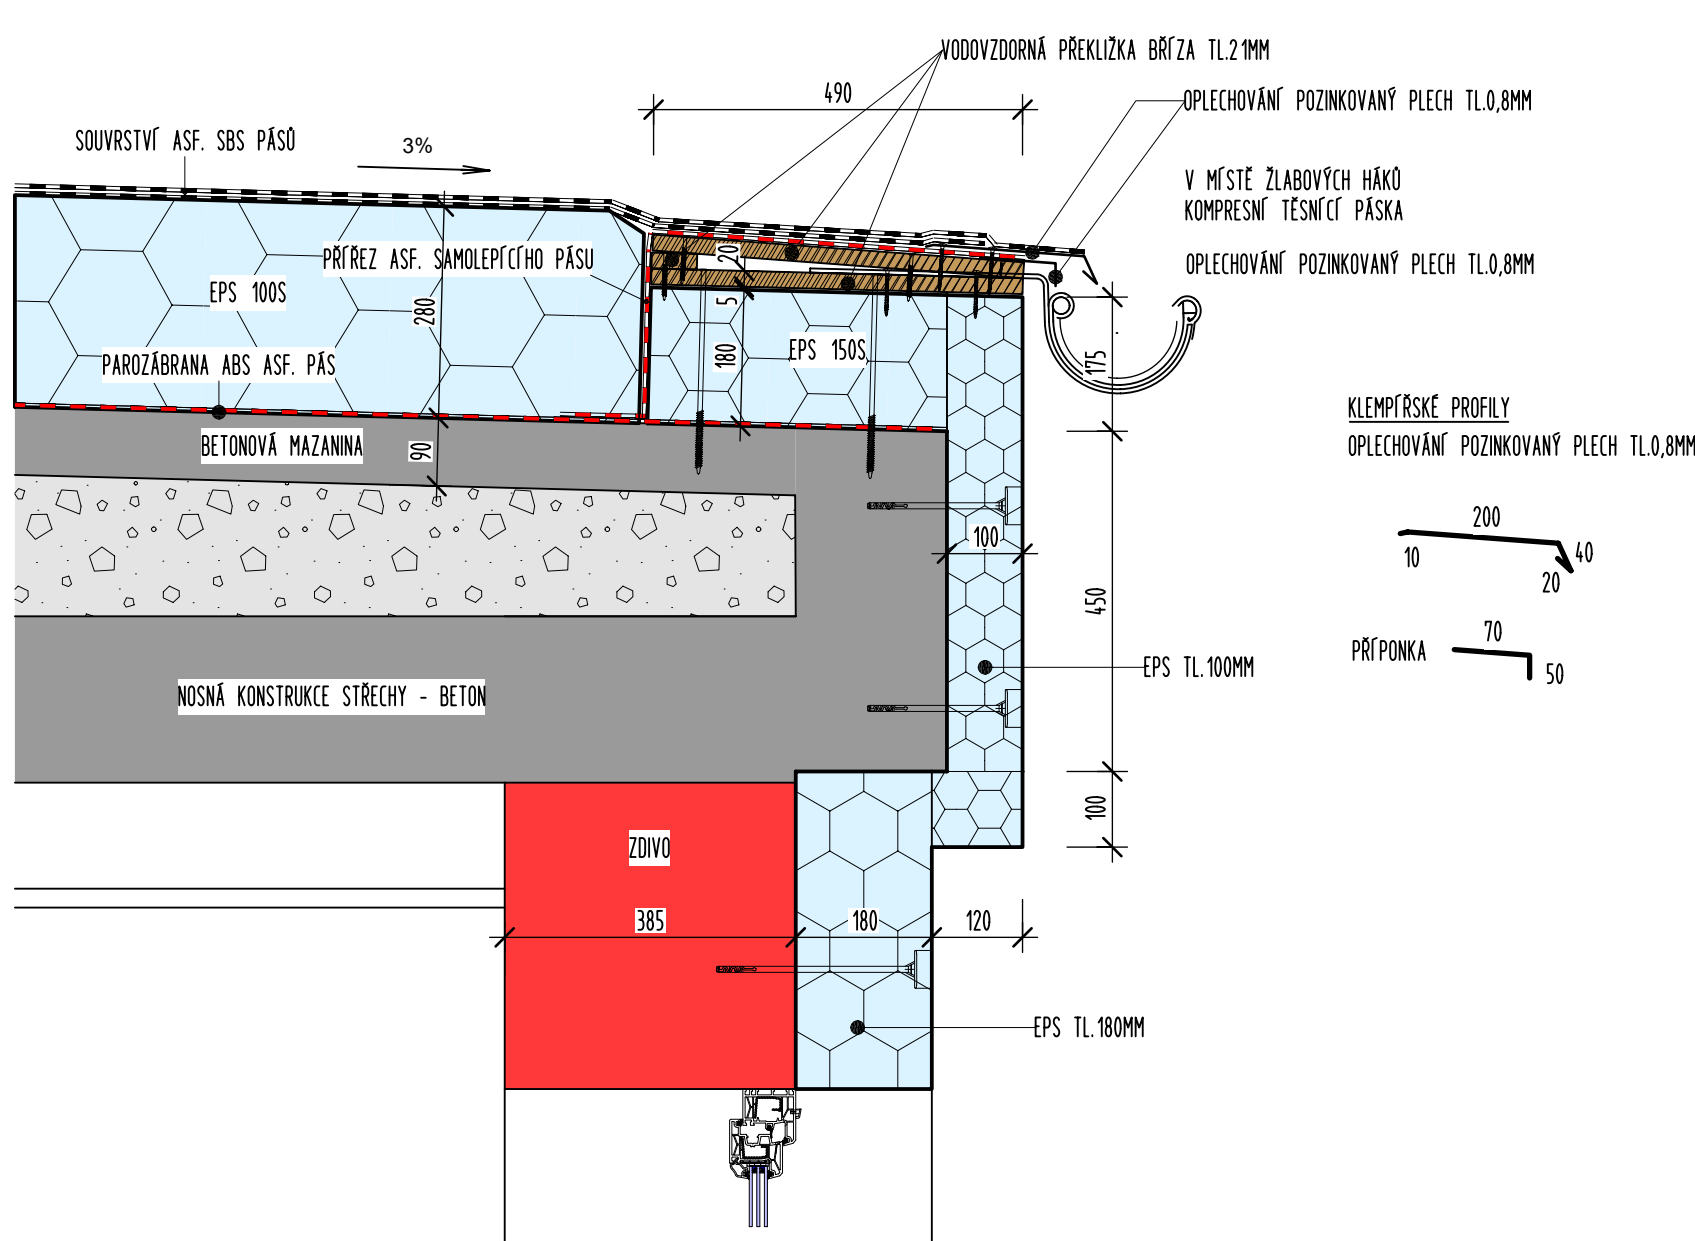 VODOVZDORNÁ PŘEKLIŽKA BŘÍZA TL.21MM
490
OPLECHOVÁNÍ POZINKOVANÝ PLECH TL.0,8MM
SOUVRSTVÍ ASF. SBS PÁSŮ
3%
V MÍSTĚ ŽLABOVÝCH HÁKŮ
KOMPRESNÍ TĚSNÍCÍ PÁSKA
PŘÍŘEZ ASF. SAMOLEPÍCÍHO PÁSU
20
OPLECHOVÁNÍ POZINKOVANÝ PLECH TL.0,8MM
EPS 100S
280
5
180
EPS 150S
175
PAROZÁBRANA ABS ASF. PÁS
KLEMPÍŘSKÉ PROFILY
OPLECHOVÁNÍ POZINKOVANÝ PLECH TL.0,8MM
BETONOVÁ MAZANINA
90
200
10
40
20
100
450
70
PŘÍPONKA
50
EPS TL.100MM
NOSNÁ KONSTRUKCE STŘECHY - BETON
100
ZDIVO
385
180
120
EPS TL.180MM